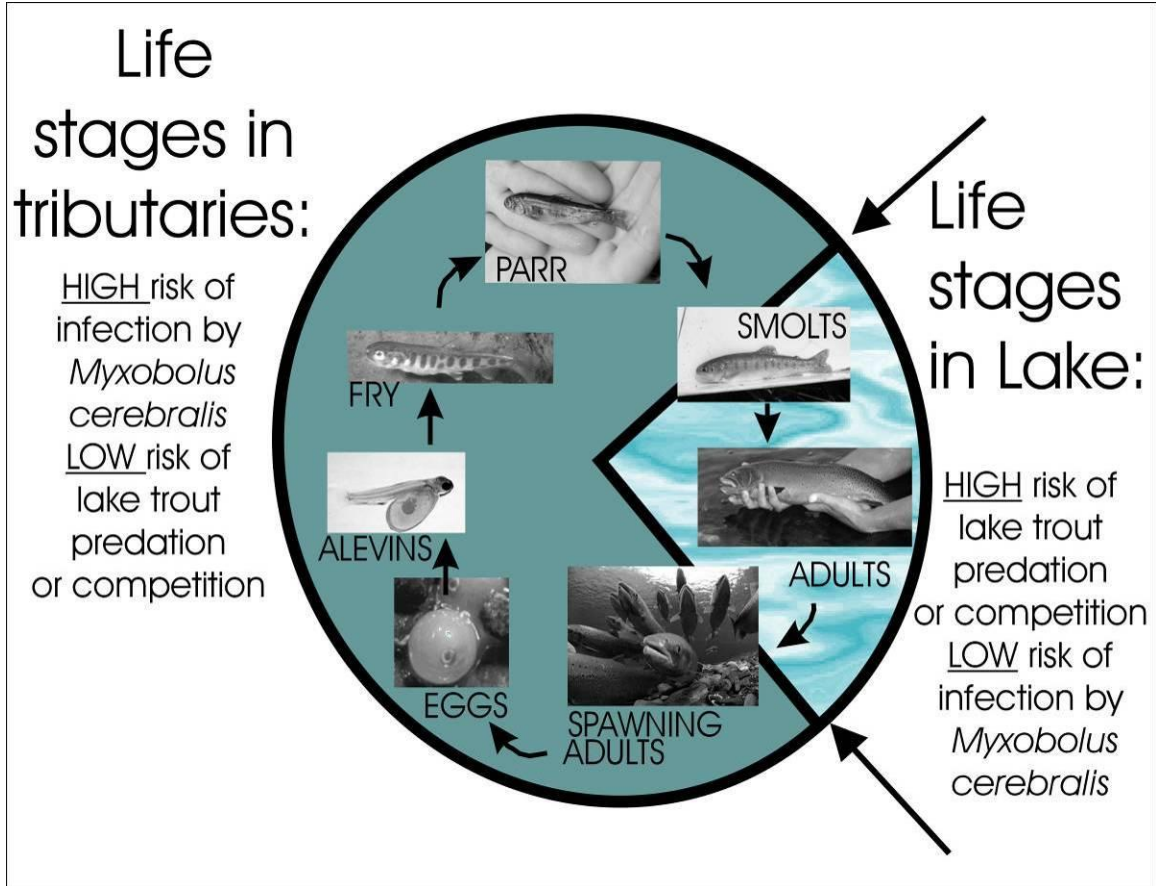 Life
stages in
tributaries:
HIGH risk of
infection by
Myxobolus
cerebralis
LOW risk of
lake trout
predation
or competition
PARR
SMOLTS
FRY
ALEVINS
ADULTS
EGGS
SPAWNING
ADULTS
Life
stages
in Lake:
HIGH risk of
lake trout
predation
or competition
LOW risk of
infection by
Myxobolus
cerebralis